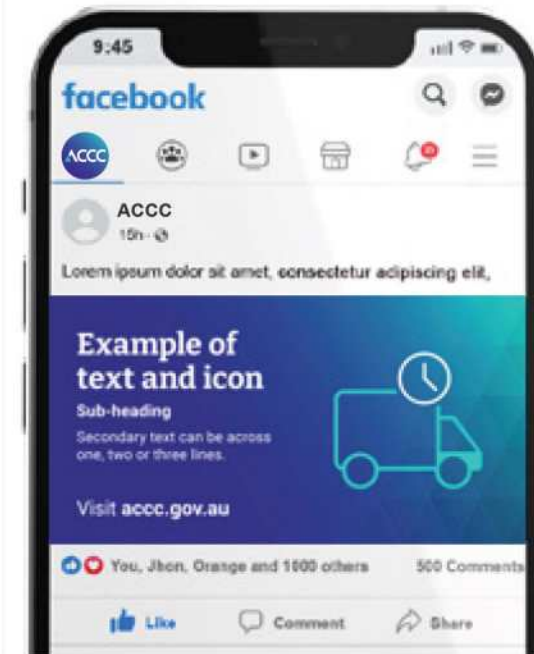 9:45
facebook
ACCC
ACCC
15h
Lorem ipsum dolor sit amet, consectetur adipiscing elit,
Example of
text and icon
Sub-heading
Secondary text can be across
one, two or three lines.
Visit accc.gov.au
You, Jhon, Orange and 1000 others 500 Comments
Like Comment Share